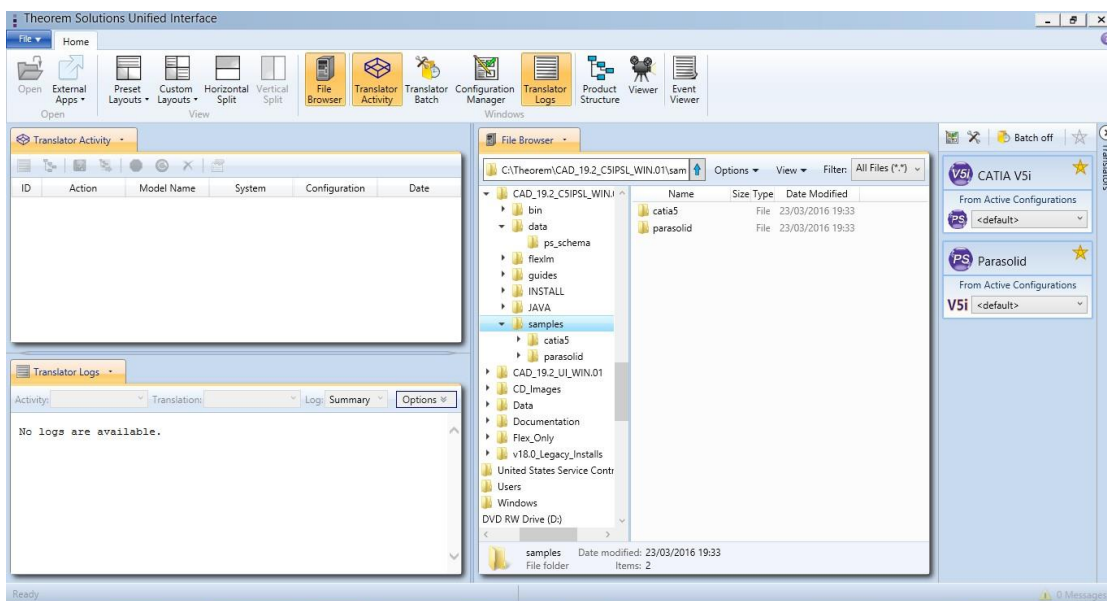 Theorem Solutions Unified Interface
File
Home
Open
External Apps
Preset Layouts
Custom Layouts
Horizontal Split
Vertical Split
File Browser
Translator Activity
Translator Batch
Configuration Manager
Translator Logs
Product Structure
Viewer
Event Viewer
Open
View
Windows
Translator Activity
ID Action Model Name System Configuration Date
Translator Logs
Activity: Translation: Log: Summary Options
No logs are available.
File Browser
C:\Theorem\CAD_19.2_C5IPSL_WIN.01\sam Options View Filter: All Files (*.*)
CAD_19.2_C5IPSL_WIN.
bin
data
ps_schema
flexlm
guides
INSTALL
JAVA
samples
catia5
parasolid
CAD_19.2_UI_WIN.01
CD_Images
Data
Documentation
Flex_Only
v18.0_Legacy_Installs
United States Service Contr
Users
Windows
DVD RW Drive (D:)
Name Size Type Date Modified
catia5 File 23/03/2016 19:33
parasolid File 23/03/2016 19:33
samples Date modified: 23/03/2016 19:33
File folder Items: 2
Batch off
Translators
V5i CATIA V5i
From Active Configurations
PS <default>
PS Parasolid
From Active Configurations
V5i <default>
Ready
0 Messages